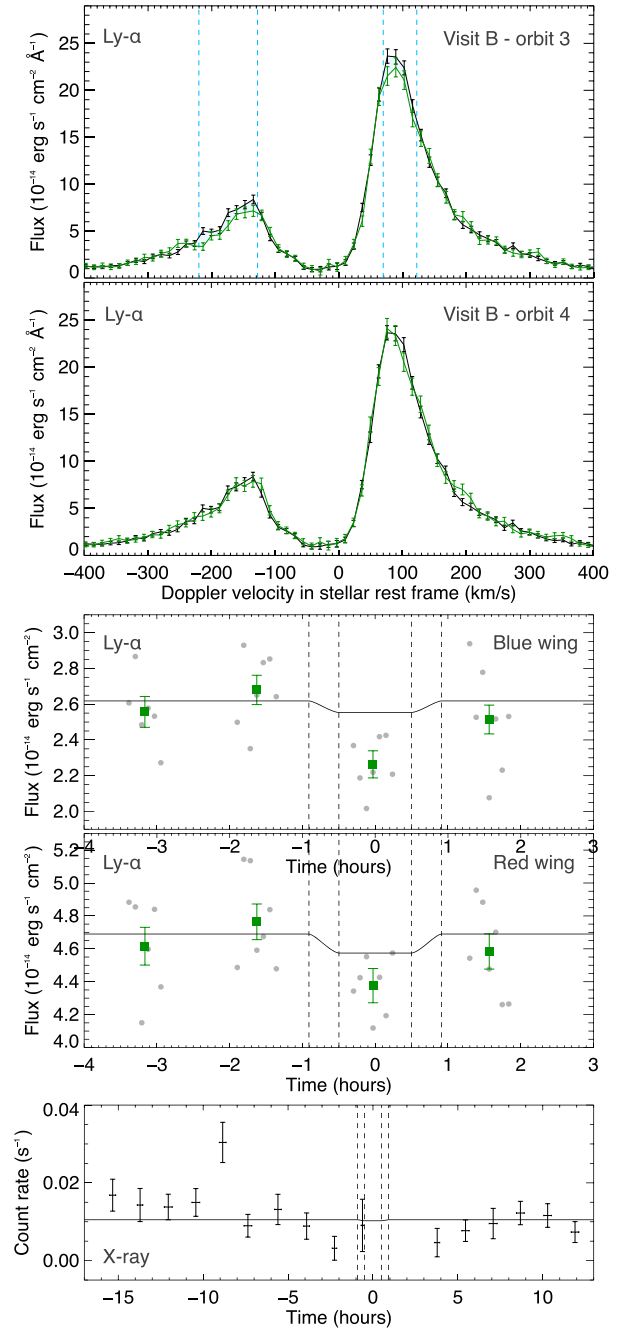 Ly-α Visit B - orbit 3
25
20
15
10
5
0
Flux (10⁻¹⁴ erg s⁻¹ cm⁻² Å⁻¹)
Ly-α Visit B - orbit 4
25
20
15
10
5
0
Flux (10⁻¹⁴ erg s⁻¹ cm⁻² Å⁻¹)
−400 −300 −200 −100 0 100 200 300 400
Doppler velocity in stellar rest frame (km/s)
Ly-α Blue wing
3.0
2.8
2.6
2.4
2.2
2.0
Flux (10⁻¹⁴ erg s⁻¹ cm⁻²)
−4 −3 −2 −1 0 1 2 3
Time (hours)
Ly-α Red wing
5.2
5.0
4.8
4.6
4.4
4.2
4.0
Flux (10⁻¹⁴ erg s⁻¹ cm⁻²)
−4 −3 −2 −1 0 1 2 3
Time (hours)
0.04
0.02
0.00
Count rate (s⁻¹)
X-ray
−15 −10 −5 0 5 10
Time (hours)